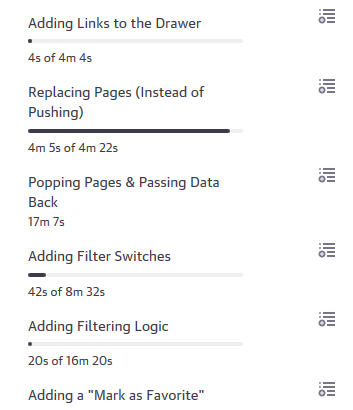 Adding Links to the Drawer
4s of 4m 4s
Replacing Pages (Instead of
Pushing)
4m 5s of 4m 22s
Popping Pages & Passing Data
Back
17m 7s
Adding Filter Switches
42s of 8m 32s
Adding Filtering Logic
20s of 16m 20s
Adding a "Mark as Favorite"